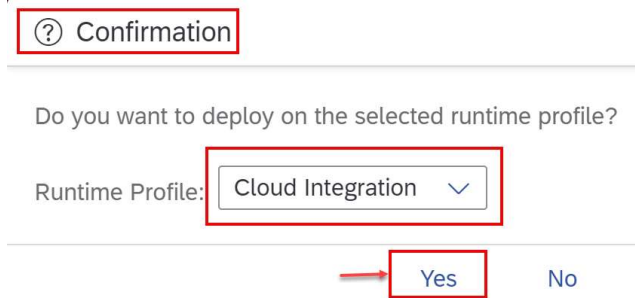 Confirmation
Do you want to deploy on the selected runtime profile?
Runtime Profile: Cloud Integration
Yes No